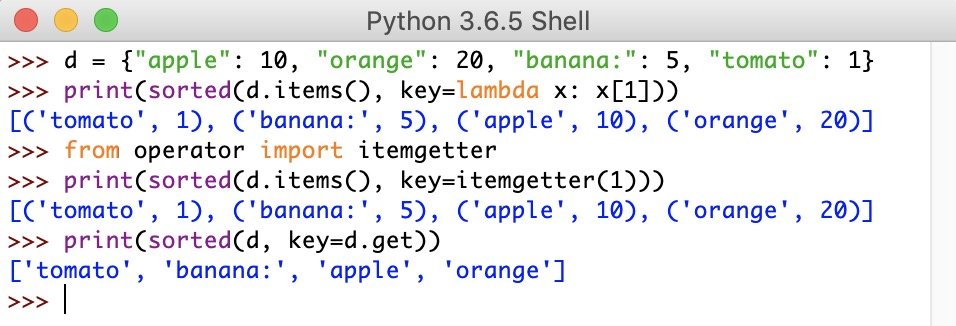 Python 3.6.5 Shell
>>> d = {"apple": 10, "orange": 20, "banana:": 5, "tomato": 1}
>>> print(sorted(d.items(), key=lambda x: x[1]))
[('tomato', 1), ('banana:', 5), ('apple', 10), ('orange', 20)]
>>> from operator import itemgetter
>>> print(sorted(d.items(), key=itemgetter(1)))
[('tomato', 1), ('banana:', 5), ('apple', 10), ('orange', 20)]
>>> print(sorted(d, key=d.get))
['tomato', 'banana:', 'apple', 'orange']
>>>